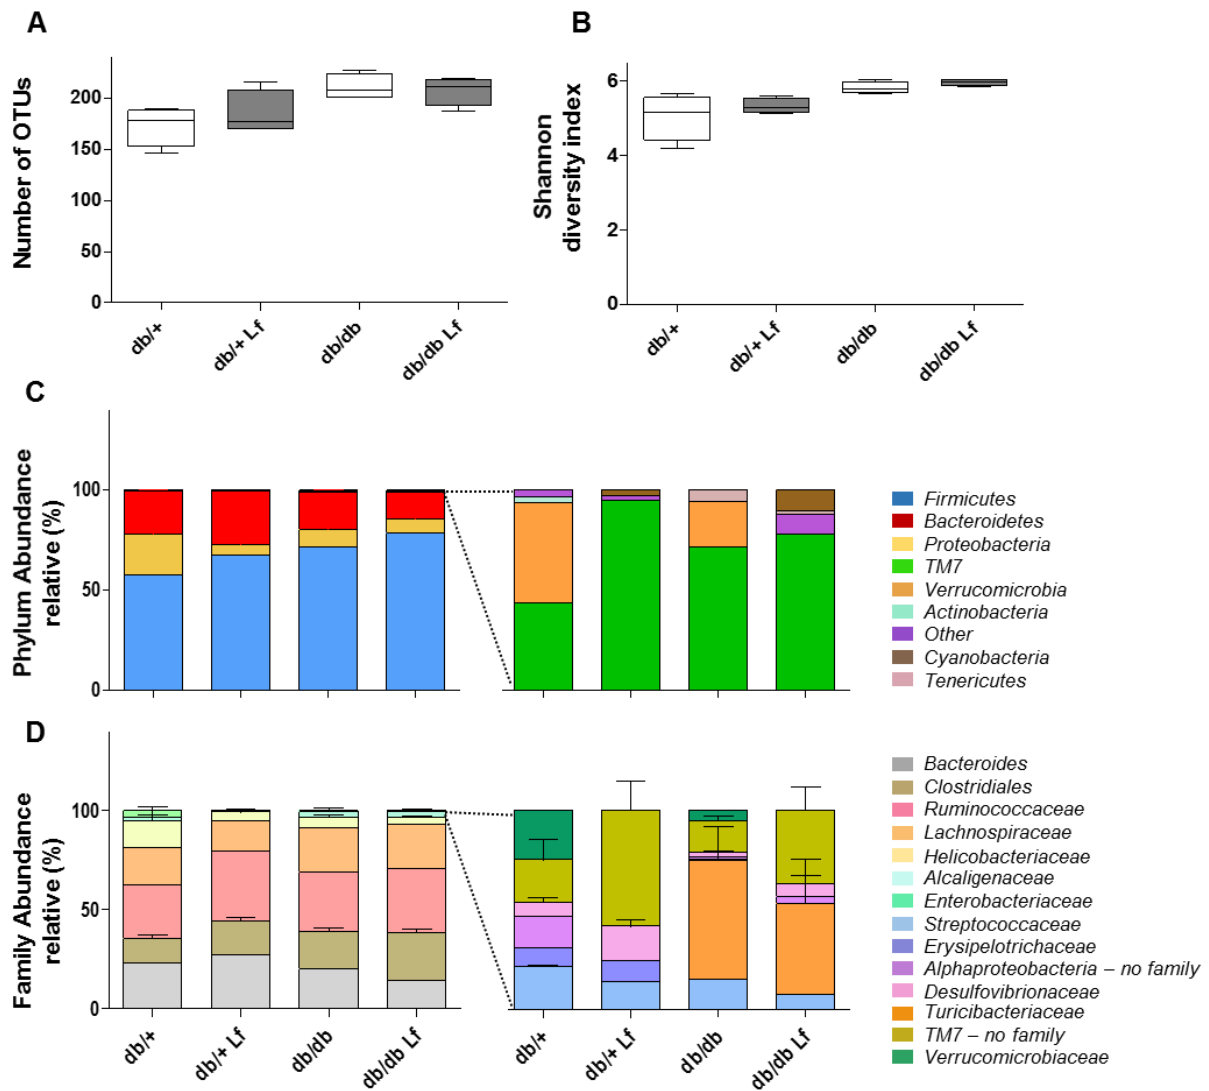 A
Number of OTUs
200
150
100
50
0
db/+
db/+ Lf
db/db
db/db Lf
B
Shannon
diversity index
6
4
2
0
db/+
db/+ Lf
db/db
db/db Lf
C
Phylum Abundance
relative (%)
100
50
0
Firmicutes
Bacteroidetes
Proteobacteria
TM7
Verrucomicrobia
Actinobacteria
Other
Cyanobacteria
Tenericutes
D
Family Abundance
relative (%)
100
50
0
db/+
db/+ Lf
db/db
db/db Lf
db/+
db/+ Lf
db/db
db/db Lf
Bacteroides
Clostridiales
Ruminococcaceae
Lachnospiraceae
Helicobacteriaceae
Alcaligenaceae
Enterobacteriaceae
Streptococcaceae
Erysipelotrichaceae
Alphaproteobacteria – no family
Desulfovibrionaceae
Turicibacteriaceae
TM7 – no family
Verrucomicrobiaceae